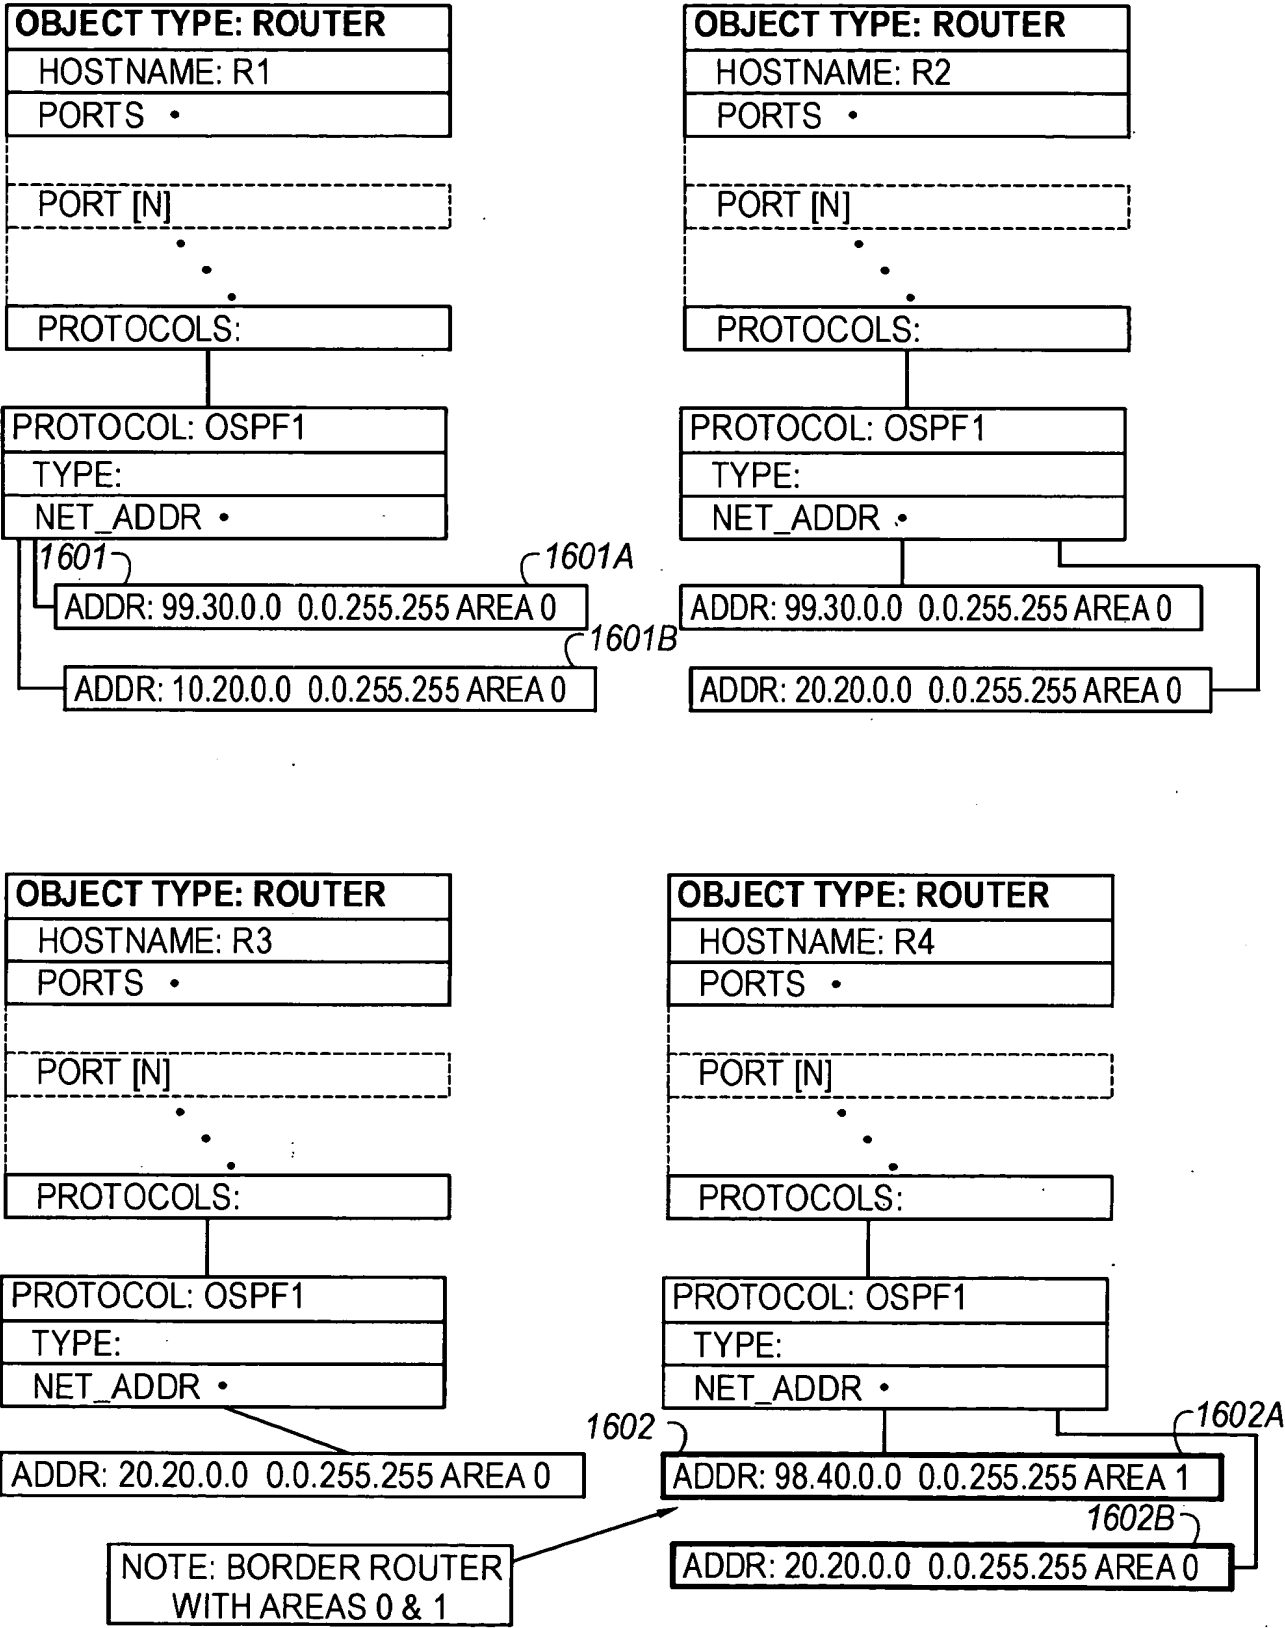 OBJECT TYPE: ROUTER
HOSTNAME: R1
PORTS •
PORT [N]
PROTOCOLS:
PROTOCOL: OSPF1
TYPE:
NET_ADDR •
1601
1601A
ADDR: 99.30.0.0 0.0.255.255 AREA 0
1601B
ADDR: 10.20.0.0 0.0.255.255 AREA 0
OBJECT TYPE: ROUTER
HOSTNAME: R2
PORTS •
PORT [N]
PROTOCOLS:
PROTOCOL: OSPF1
TYPE:
NET_ADDR •
ADDR: 99.30.0.0 0.0.255.255 AREA 0
ADDR: 20.20.0.0 0.0.255.255 AREA 0
OBJECT TYPE: ROUTER
HOSTNAME: R3
PORTS •
PORT [N]
PROTOCOLS:
PROTOCOL: OSPF1
TYPE:
NET_ADDR •
ADDR: 20.20.0.0 0.0.255.255 AREA 0
OBJECT TYPE: ROUTER
HOSTNAME: R4
PORTS •
PORT [N]
PROTOCOLS:
PROTOCOL: OSPF1
TYPE:
NET_ADDR •
1602
1602A
ADDR: 98.40.0.0 0.0.255.255 AREA 1
1602B
ADDR: 20.20.0.0 0.0.255.255 AREA 0
NOTE: BORDER ROUTER
WITH AREAS 0 & 1